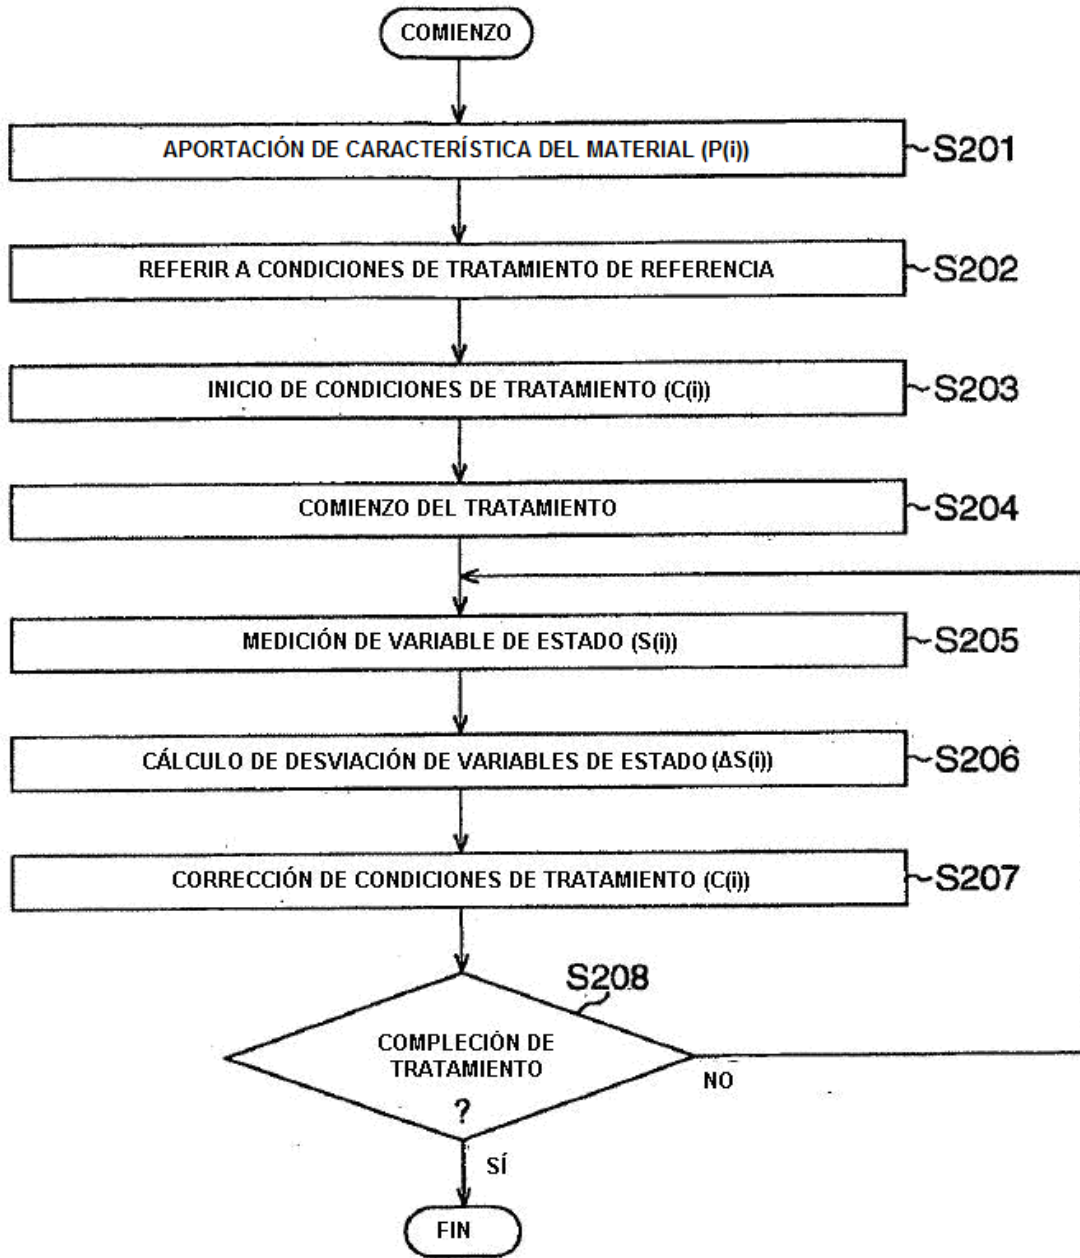 COMIENZO
APORTACIÓN DE CARACTERÍSTICA DEL MATERIAL (P(i))
S201
REFERIR A CONDICIONES DE TRATAMIENTO DE REFERENCIA
S202
INICIO DE CONDICIONES DE TRATAMIENTO (C(i))
S203
COMIENZO DEL TRATAMIENTO
S204
MEDICIÓN DE VARIABLE DE ESTADO (S(i))
S205
CÁLCULO DE DESVIACIÓN DE VARIABLES DE ESTADO (ΔS(i))
S206
CORRECCIÓN DE CONDICIONES DE TRATAMIENTO (C(i))
S207
S208
COMPLECIÓN DE
TRATAMIENTO
?
NO
SÍ
FIN